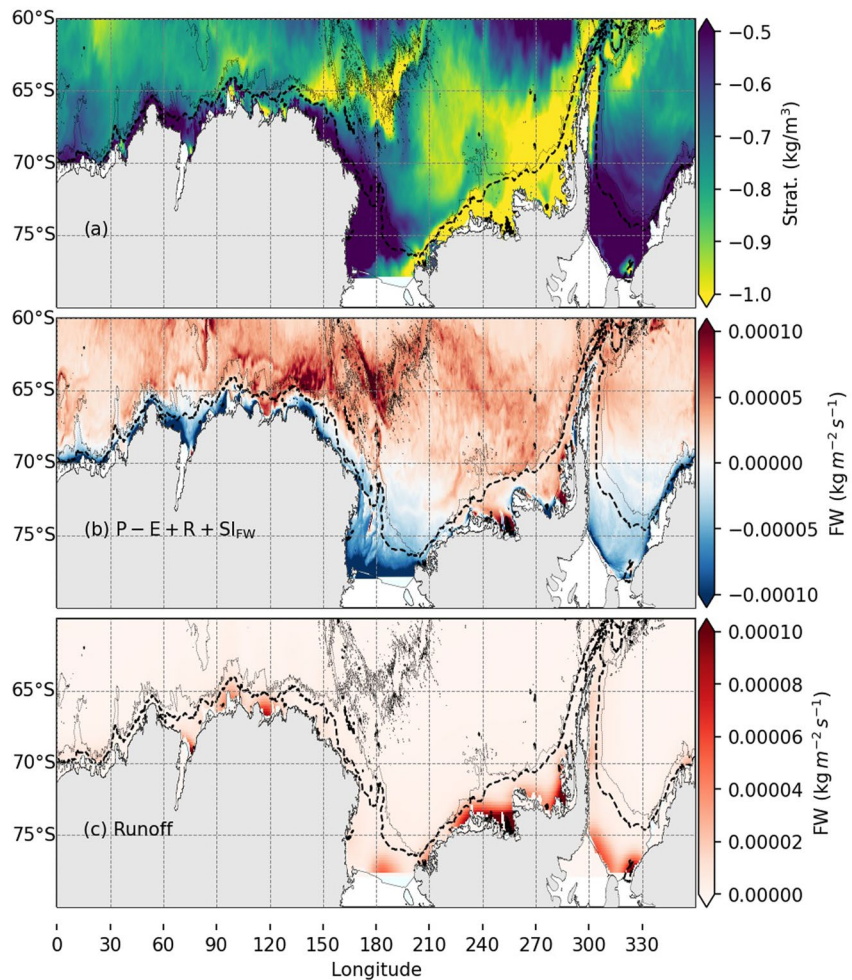 60°S
65°S
70°S
75°S
(a)
−0.5
−0.6
−0.7
−0.8
−0.9
−1.0
Strat. (kg/m³)
60°S
65°S
70°S
75°S
(b) P − E + R + SI_FW
0.00010
0.00005
0.00000
−0.00005
−0.00010
FW (kg m⁻² s⁻¹)
65°S
70°S
75°S
(c) Runoff
0.00010
0.00008
0.00006
0.00004
0.00002
0.00000
FW (kg m⁻² s⁻¹)
0 30 60 90 120 150 180 210 240 270 300 330
Longitude